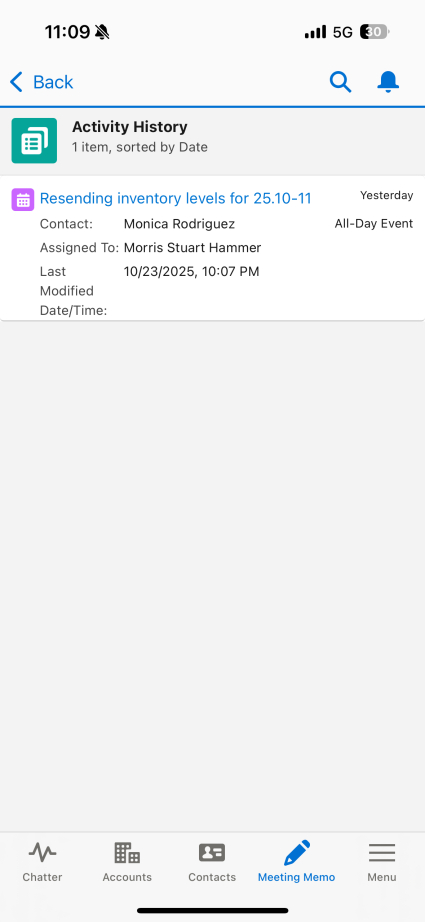 11:09
5G
30
Back
Activity History
1 item, sorted by Date
Resending inventory levels for 25.10-11
Yesterday
Contact: Monica Rodriguez
All-Day Event
Assigned To: Morris Stuart Hammer
Last Modified Date/Time: 10/23/2025, 10:07 PM
Chatter
Accounts
Contacts
Meeting Memo
Menu